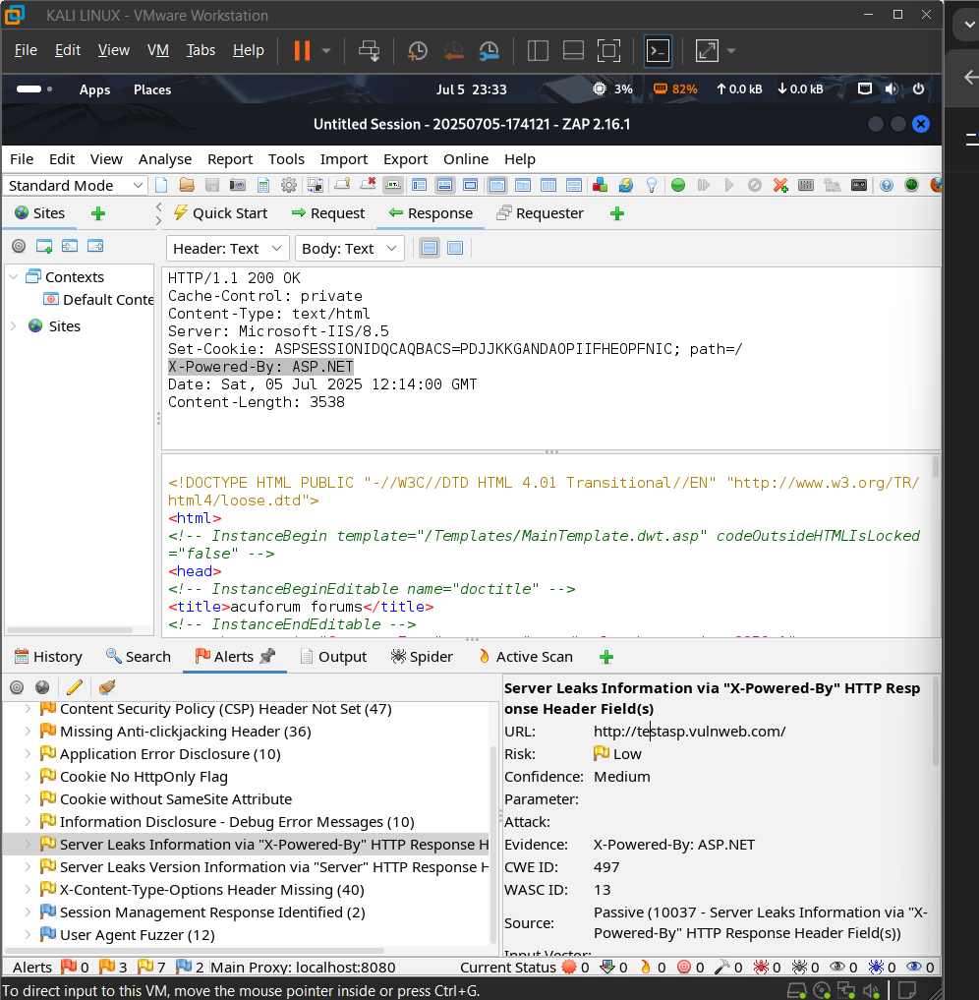 KALI LINUX - VMware Workstation
File Edit View VM Tabs Help
Apps Places Jul 5 23:33 3% 82% 0.0 kB 0.0 kB
Untitled Session - 20250705-174121 - ZAP 2.16.1
File Edit View Analyse Report Tools Import Export Online Help
Standard Mode
Sites Quick Start Request Response Requester
Header: Text Body: Text
Contexts
Default Conte
Sites
HTTP/1.1 200 OK
Cache-Control: private
Content-Type: text/html
Server: Microsoft-IIS/8.5
Set-Cookie: ASPSESSIONIDQCAQBACS=PDJJKKGANDAOPIIFHEOPFNIC; path=/
X-Powered-By: ASP.NET
Date: Sat, 05 Jul 2025 12:14:00 GMT
Content-Length: 3538
<!DOCTYPE HTML PUBLIC "-//W3C//DTD HTML 4.01 Transitional//EN" "http://www.w3.org/TR/
html4/loose.dtd">
<html>
<!-- InstanceBegin template="/Templates/MainTemplate.dwt.asp" codeOutsideHTMLIsLocked
="false" -->
<head>
<!-- InstanceBeginEditable name="doctitle" -->
<title>acuforum forums</title>
<!-- InstanceEndEditable -->
History Search Alerts Output Spider Active Scan
Content Security Policy (CSP) Header Not Set (47)
Missing Anti-clickjacking Header (36)
Application Error Disclosure (10)
Cookie No HttpOnly Flag
Cookie without SameSite Attribute
Information Disclosure - Debug Error Messages (10)
Server Leaks Information via "X-Powered-By" HTTP Response H
Server Leaks Version Information via "Server" HTTP Response H
X-Content-Type-Options Header Missing (40)
Session Management Response Identified (2)
User Agent Fuzzer (12)
Server Leaks Information via "X-Powered-By" HTTP Resp
onse Header Field(s)
URL: http://testasp.vulnweb.com/
Risk: Low
Confidence: Medium
Parameter:
Attack:
Evidence: X-Powered-By: ASP.NET
CWE ID: 497
WASC ID: 13
Source: Passive (10037 - Server Leaks Information via "X-
Powered-By" HTTP Response Header Field(s))
Input Vector:
Alerts 0 3 7 2 Main Proxy: localhost:8080 Current Status 0 0 0 0 0 0 0 0 0 0
To direct input to this VM, move the mouse pointer inside or press Ctrl+G.